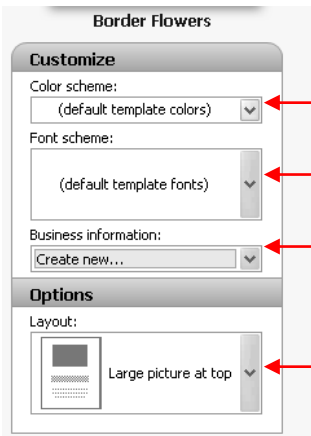 Border Flowers
Customize
Color scheme:
(default template colors)
Font scheme:
(default template fonts)
Business information:
Create new...
Options
Layout:
Large picture at top